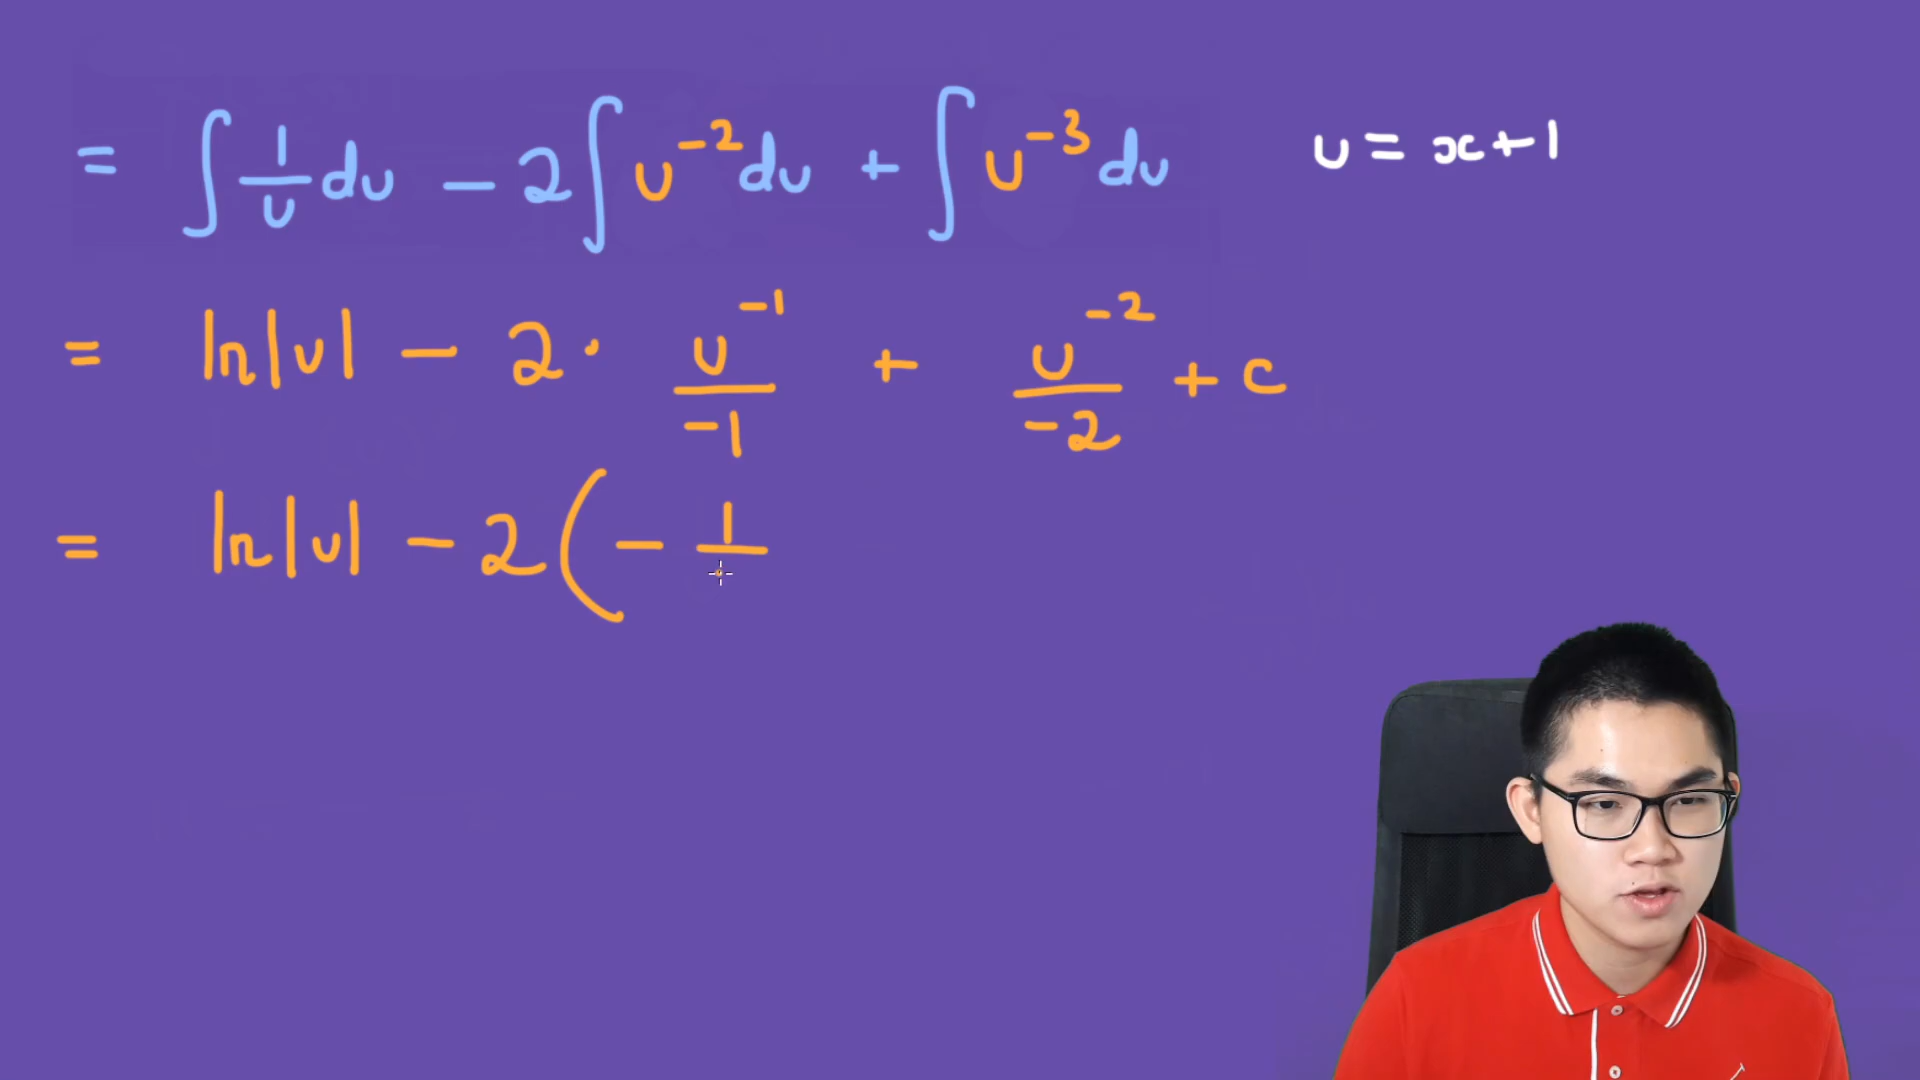 = ∫ 1/u du − 2 ∫ u⁻² du + ∫ u⁻³ du u = x + 1
= ln|u| − 2 · u⁻¹/−1 + u⁻²/−2 + c
= ln|u| − 2 ( − 1/